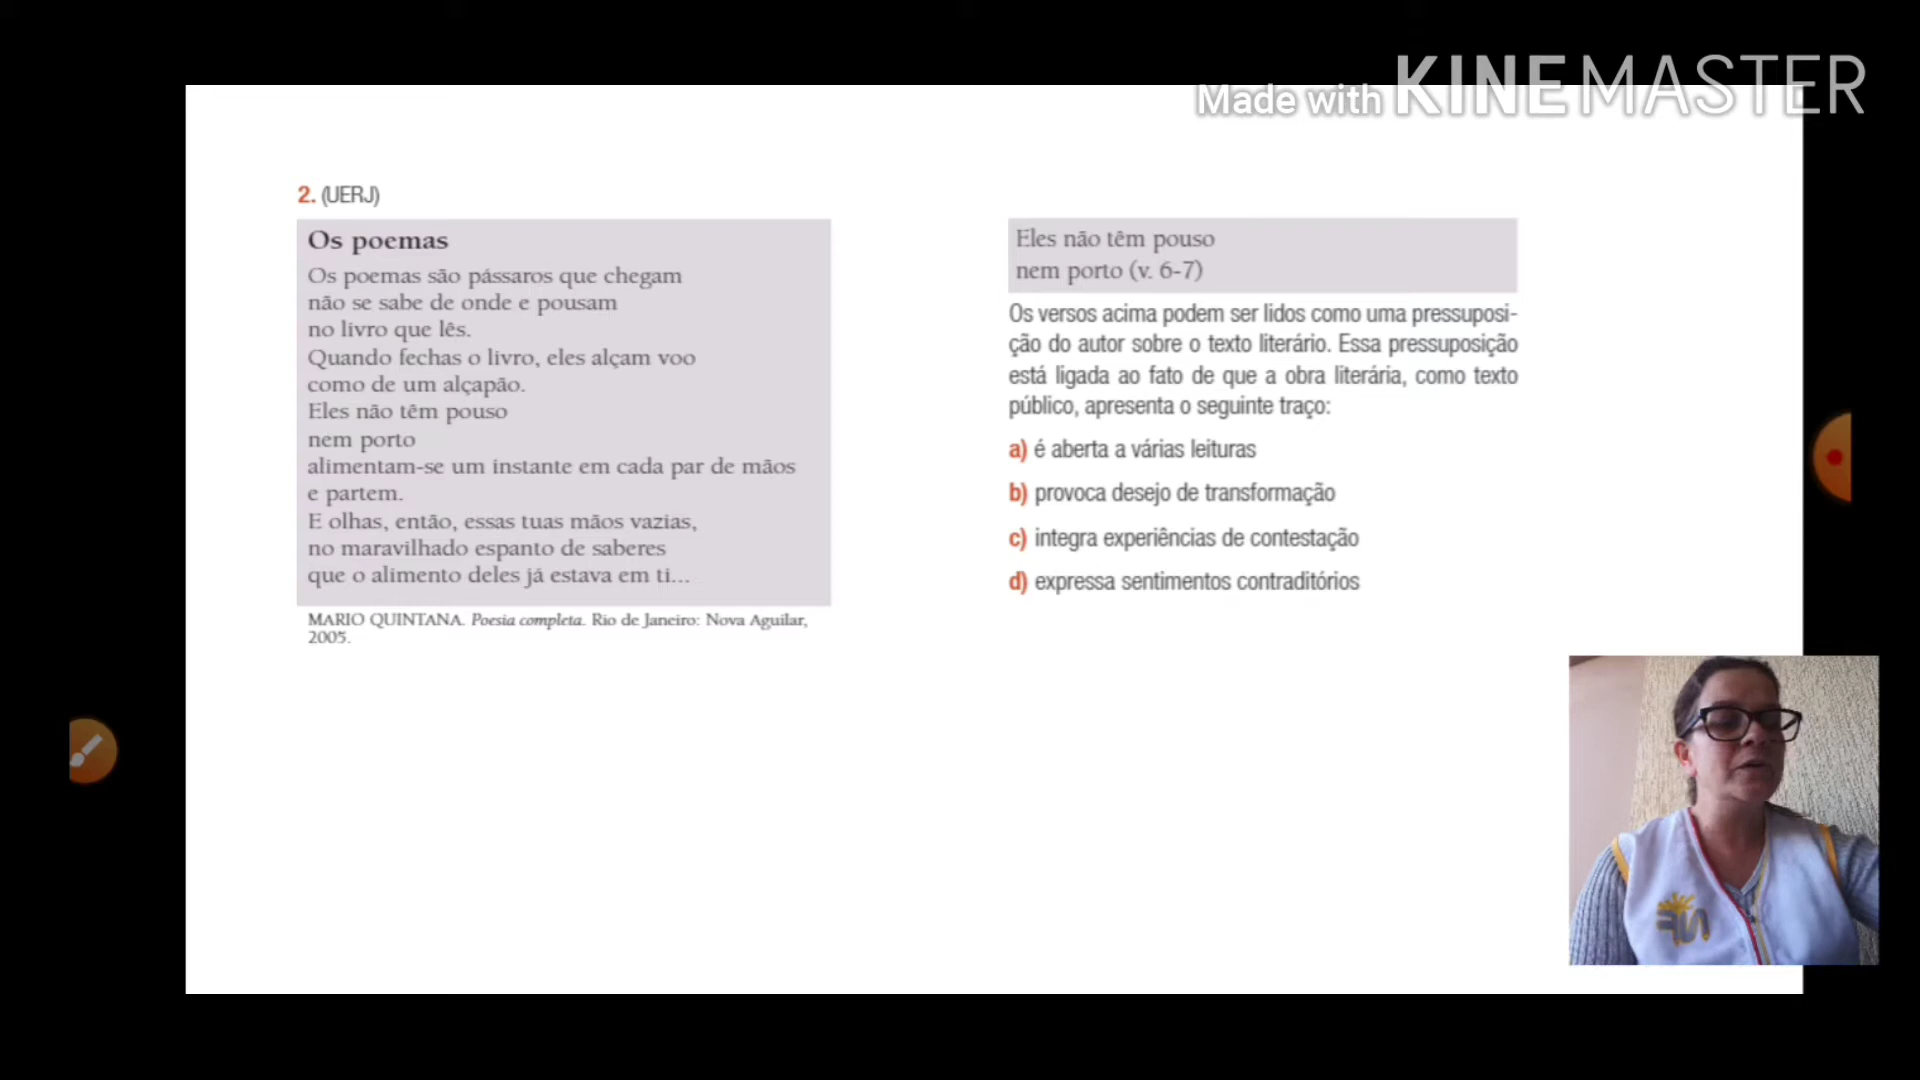 Made with KINEMASTER
2. (UERJ)
Os poemas
Os poemas são pássaros que chegam
não se sabe de onde e pousam
no livro que lês.
Quando fechas o livro, eles alçam voo
como de um alçapão.
Eles não têm pouso
nem porto
alimentam-se um instante em cada par de mãos
e partem.
E olhas, então, essas tuas mãos vazias,
no maravilhado espanto de saberes
que o alimento deles já estava em ti...
MARIO QUINTANA. Poesia completa. Rio de Janeiro: Nova Aguilar,
2005.
Eles não têm pouso
nem porto (v. 6-7)
Os versos acima podem ser lidos como uma pressuposi-
ção do autor sobre o texto literário. Essa pressuposição
está ligada ao fato de que a obra literária, como texto
público, apresenta o seguinte traço:
a) é aberta a várias leituras
b) provoca desejo de transformação
c) integra experiências de contestação
d) expressa sentimentos contraditórios